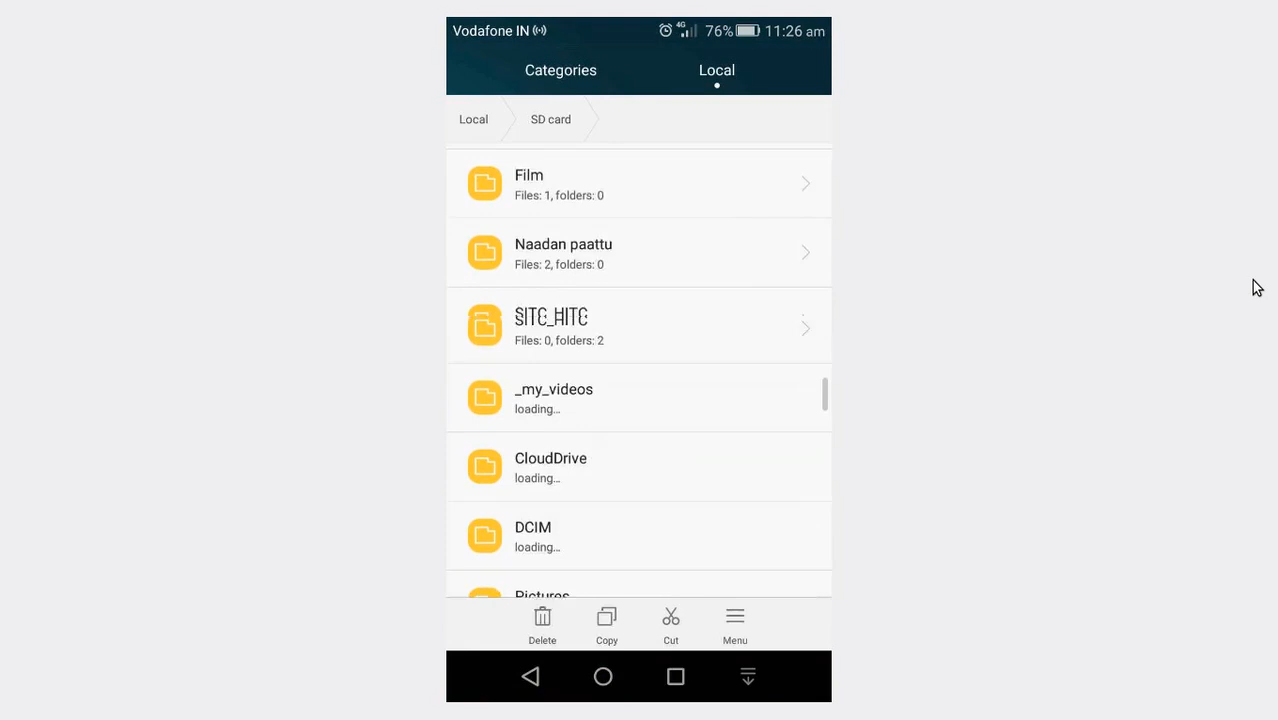 Vodafone IN
4G 76% 11:26 am
Categories Local
Local SD card
Film
Files: 1, folders: 0
Naadan paattu
Files: 2, folders: 0
Files: 0, folders: 2
_my_videos
loading...
CloudDrive
loading...
DCIM
loading...
Pictures
Delete Copy Cut Menu